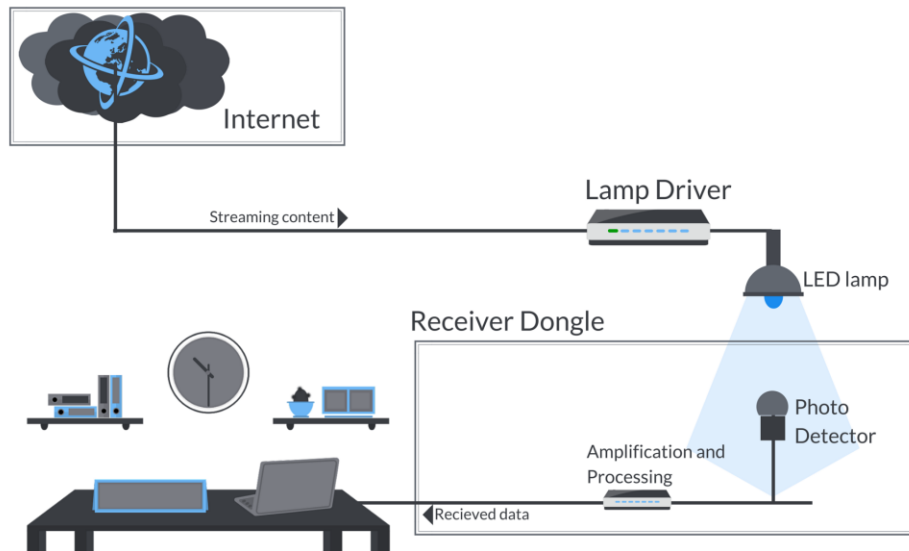 Internet
Lamp Driver
Streaming content
LED lamp
Receiver Dongle
Photo
Detector
Amplification and
Processing
Recieved data